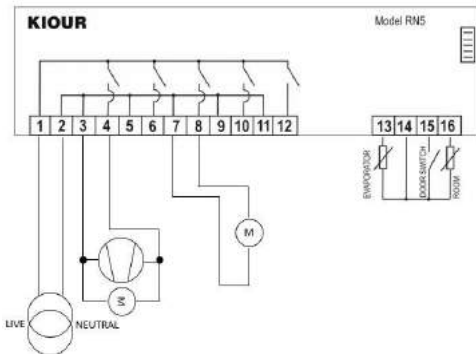 KIOUR
Model RN5
1 2 3 4 5 6 7 8 9 10 11 12
13 14 15 16
EVAPORATOR
DOOR SWITCH
ROOM
M
M
LIVE
NEUTRAL